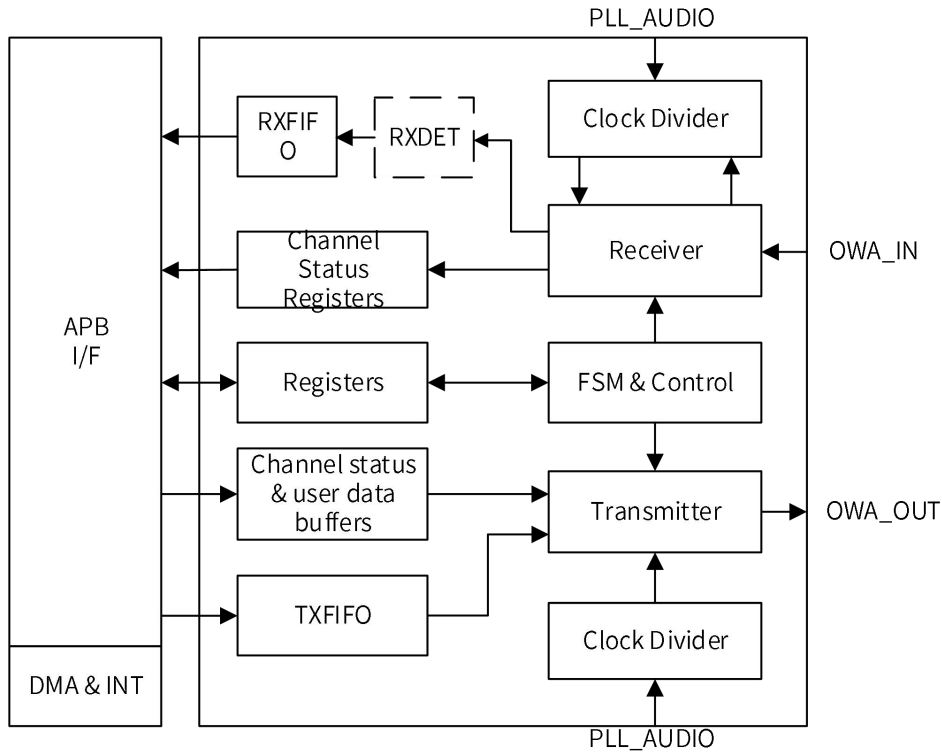 PLL_AUDIO
Clock Divider
RXFIF
O
RXDET
Receiver
OWA_IN
Channel
Status
Registers
APB
I/F
Registers
FSM & Control
Channel status
& user data
buffers
Transmitter
OWA_OUT
TXFIFO
Clock Divider
DMA & INT
PLL_AUDIO